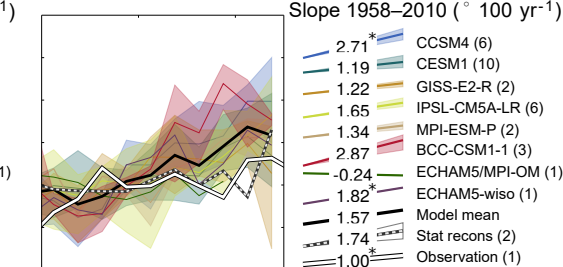 ¹)
Slope 1958–2010 (° 100 yr⁻¹)
2.71* CCSM4 (6)
1.19 CESM1 (10)
1.22 GISS-E2-R (2)
1.65 IPSL-CM5A-LR (6)
1.34 MPI-ESM-P (2)
2.87 BCC-CSM1-1 (3)
¹)
-0.24 ECHAM5/MPI-OM (1)
1.82* ECHAM5-wiso (1)
1.57 Model mean
1.74 Stat recons (2)
1.00* Observation (1)